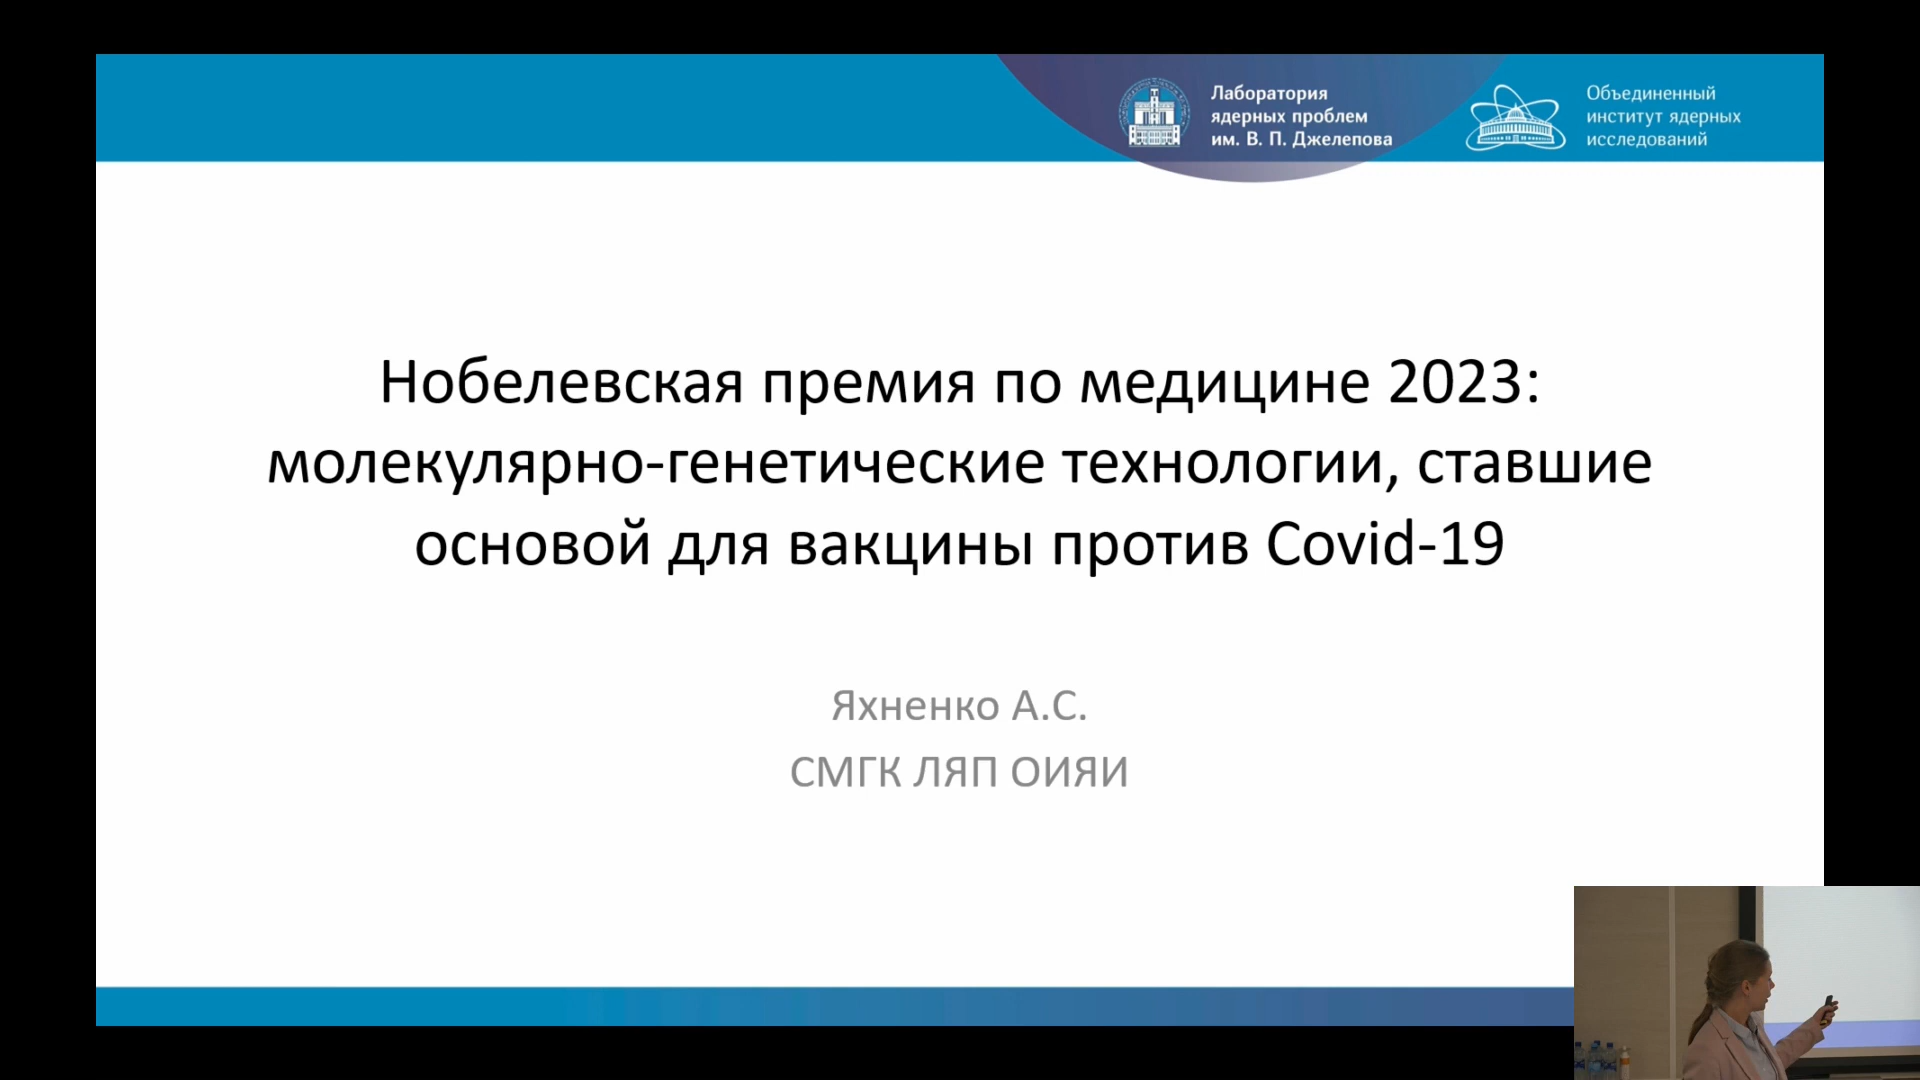 Лаборатория
ядерных проблем
им. В. П. Джелепова
Объединенный
институт ядерных
исследований
Нобелевская премия по медицине 2023:
молекулярно-генетические технологии, ставшие
основой для вакцины против Covid-19
Яхненко А.С.
СМГК ЛЯП ОИЯИ